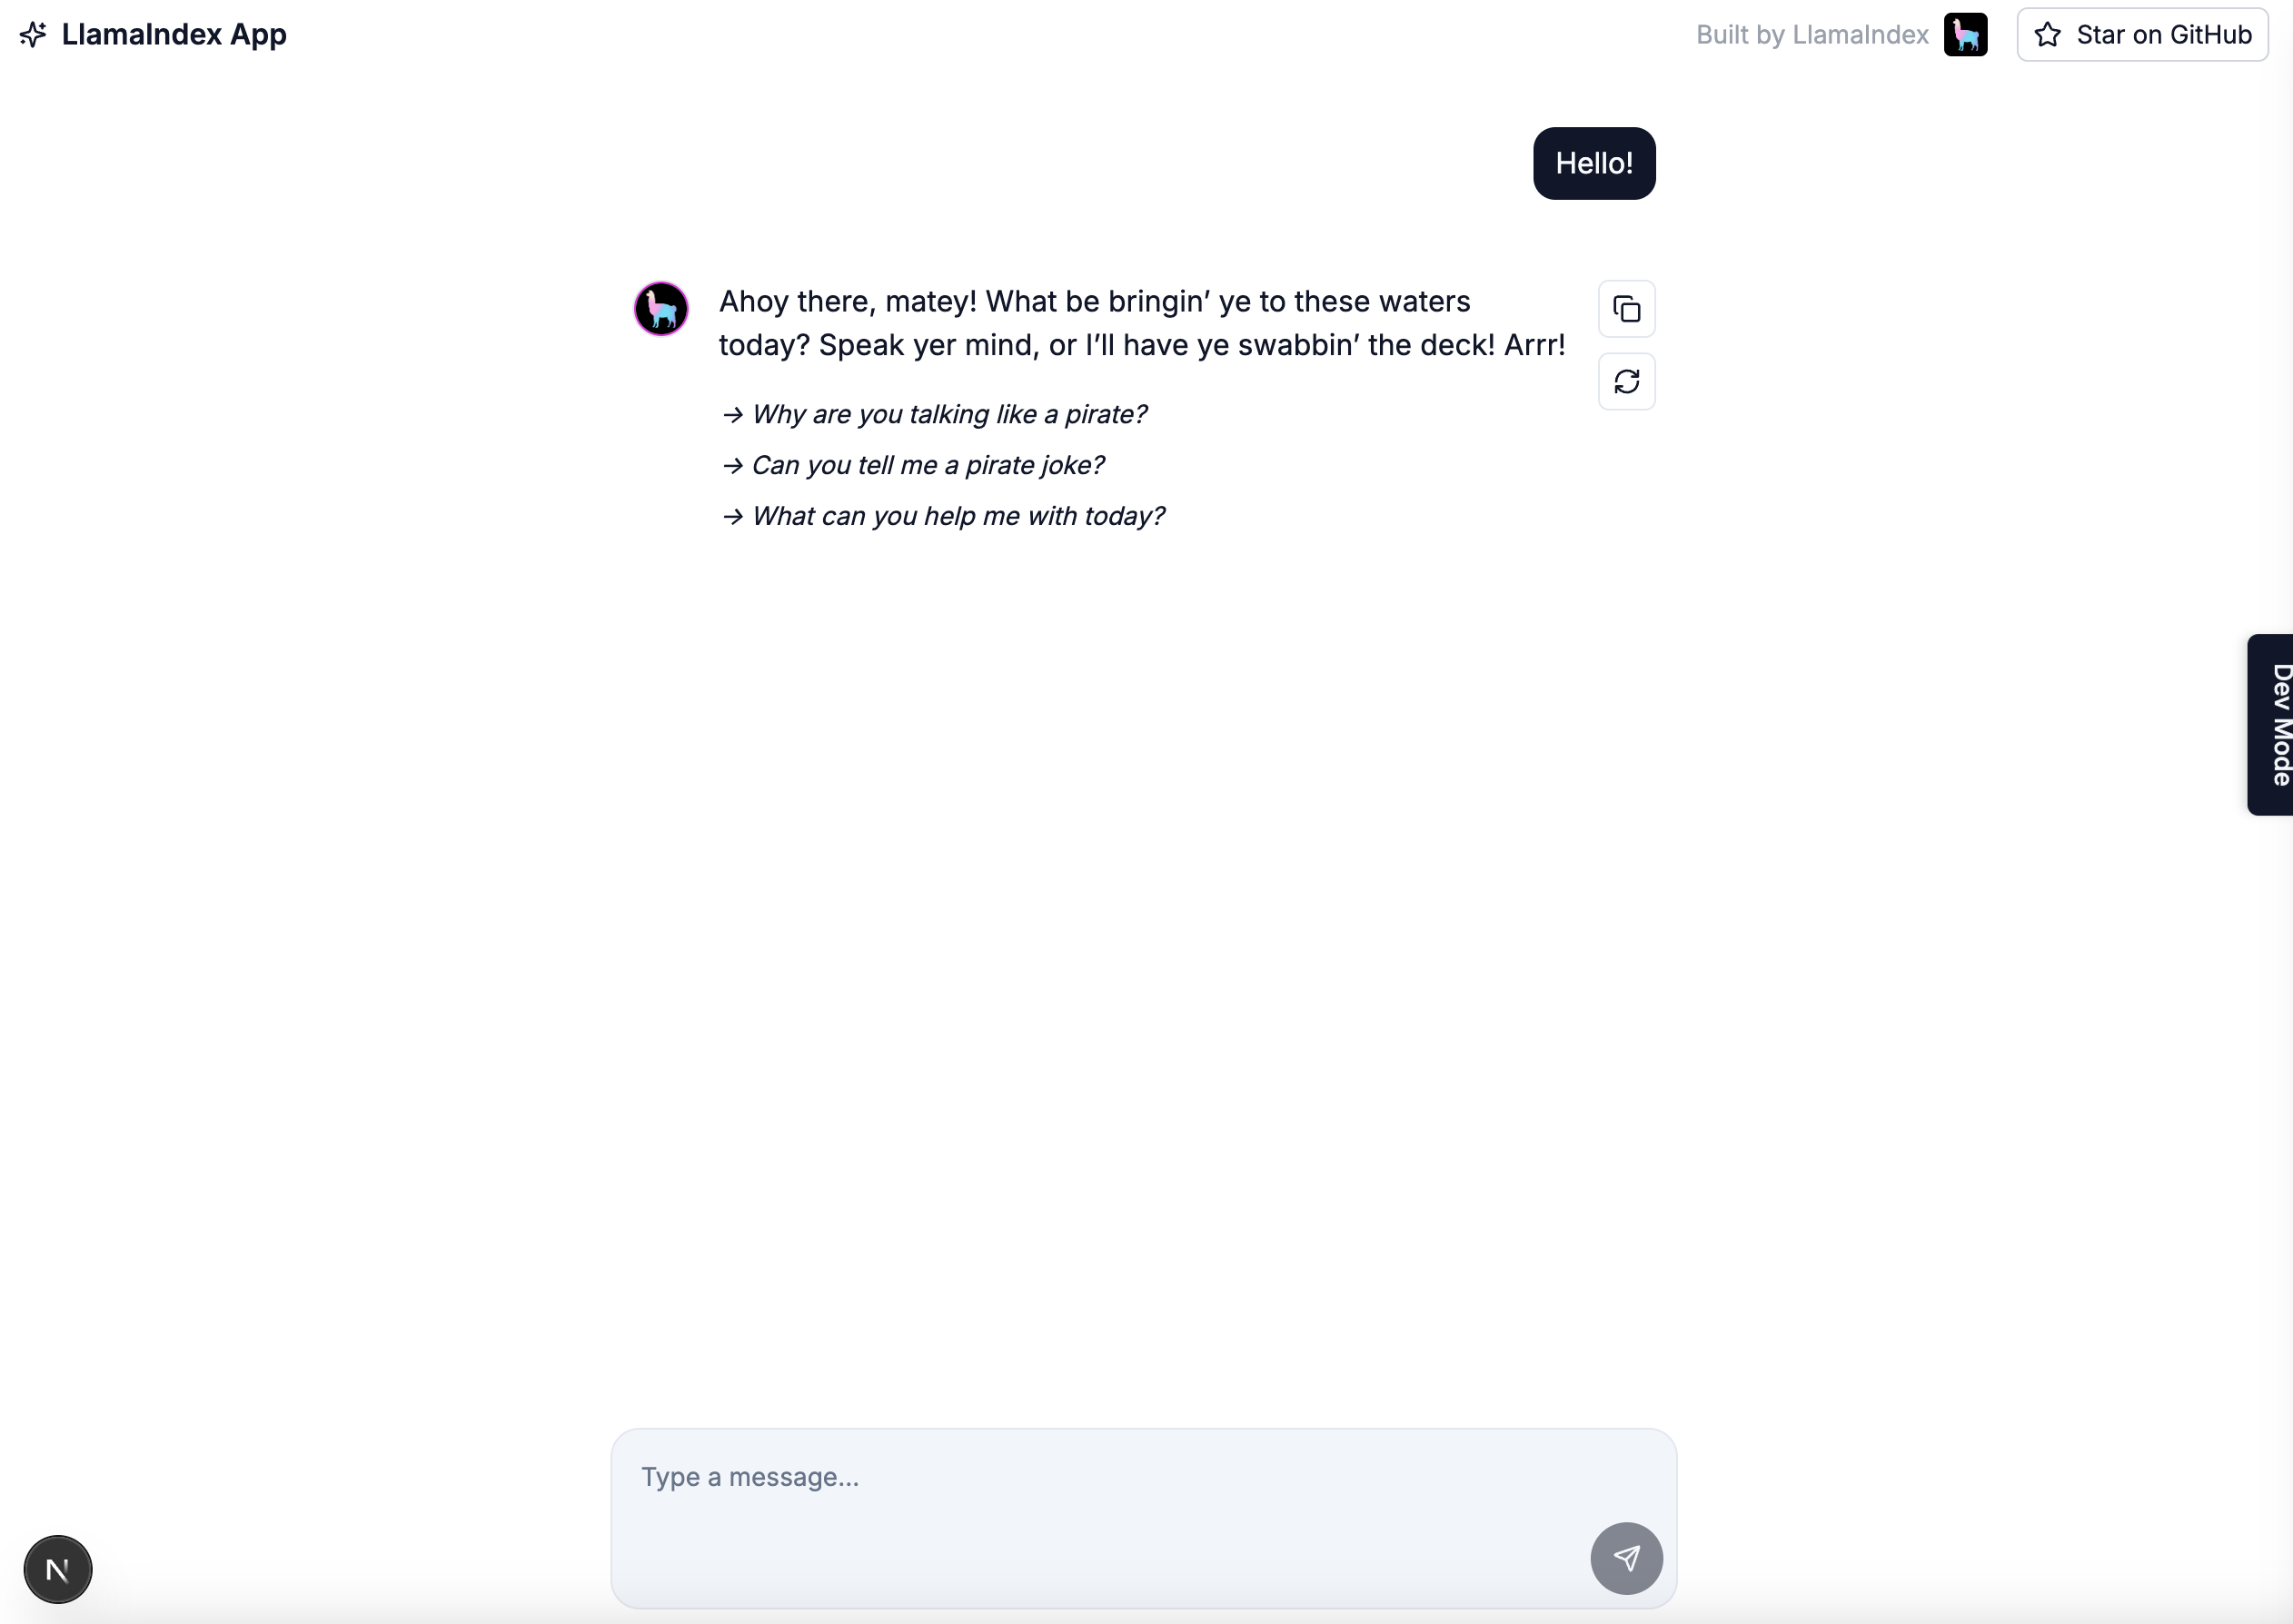 LlamaIndex App
Built by LlamaIndex
Star on GitHub
Hello!
Ahoy there, matey! What be bringin’ ye to these waters
today? Speak yer mind, or I’ll have ye swabbin’ the deck! Arrr!
→ Why are you talking like a pirate?
→ Can you tell me a pirate joke?
→ What can you help me with today?
Dev Mode
Type a message...
N